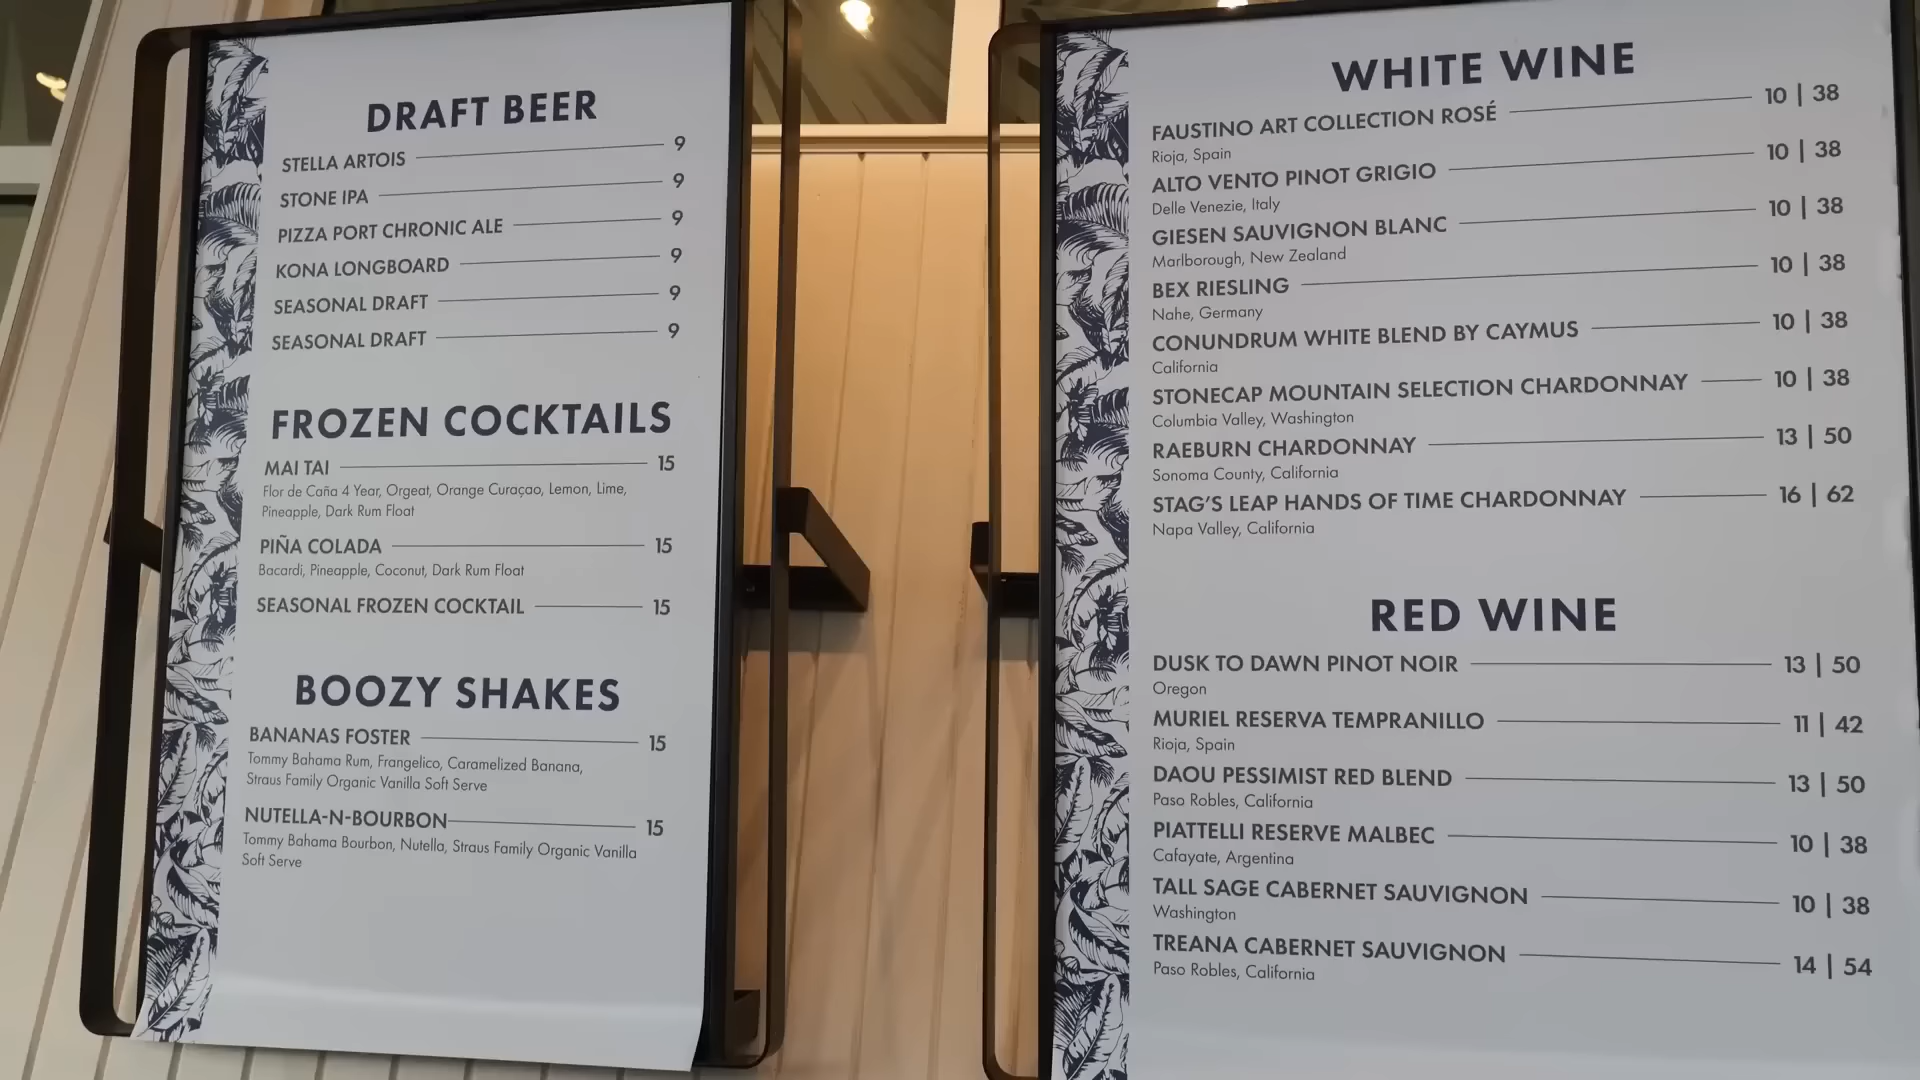 DRAFT BEER
STELLA ARTOIS 9
STONE IPA 9
PIZZA PORT CHRONIC ALE 9
KONA LONGBOARD 9
SEASONAL DRAFT 9
SEASONAL DRAFT 9
FROZEN COCKTAILS
MAI TAI 15
Flor de Caña 4 Year, Orgeat, Orange Curaçao, Lemon, Lime,
Pineapple, Dark Rum Float
PIÑA COLADA 15
Bacardi, Pineapple, Coconut, Dark Rum Float
SEASONAL FROZEN COCKTAIL 15
BOOZY SHAKES
BANANAS FOSTER 15
Tommy Bahama Rum, Frangelico, Caramelized Banana,
Straus Family Organic Vanilla Soft Serve
NUTELLA-N-BOURBON 15
Tommy Bahama Bourbon, Nutella, Straus Family Organic Vanilla
Soft Serve
WHITE WINE
FAUSTINO ART COLLECTION ROSÉ 10 | 38
Rioja, Spain
ALTO VENTO PINOT GRIGIO 10 | 38
Delle Venezie, Italy
GIESEN SAUVIGNON BLANC 10 | 38
Marlborough, New Zealand
BEX RIESLING 10 | 38
Nahe, Germany
CONUNDRUM WHITE BLEND BY CAYMUS 10 | 38
California
STONECAP MOUNTAIN SELECTION CHARDONNAY 10 | 38
Columbia Valley, Washington
RAEBURN CHARDONNAY 13 | 50
Sonoma County, California
STAG'S LEAP HANDS OF TIME CHARDONNAY 16 | 62
Napa Valley, California
RED WINE
DUSK TO DAWN PINOT NOIR 13 | 50
Oregon
MURIEL RESERVA TEMPRANILLO 11 | 42
Rioja, Spain
DAOU PESSIMIST RED BLEND 13 | 50
Paso Robles, California
PIATTELLI RESERVE MALBEC 10 | 38
Cafayate, Argentina
TALL SAGE CABERNET SAUVIGNON 10 | 38
Washington
TREANA CABERNET SAUVIGNON 14 | 54
Paso Robles, California